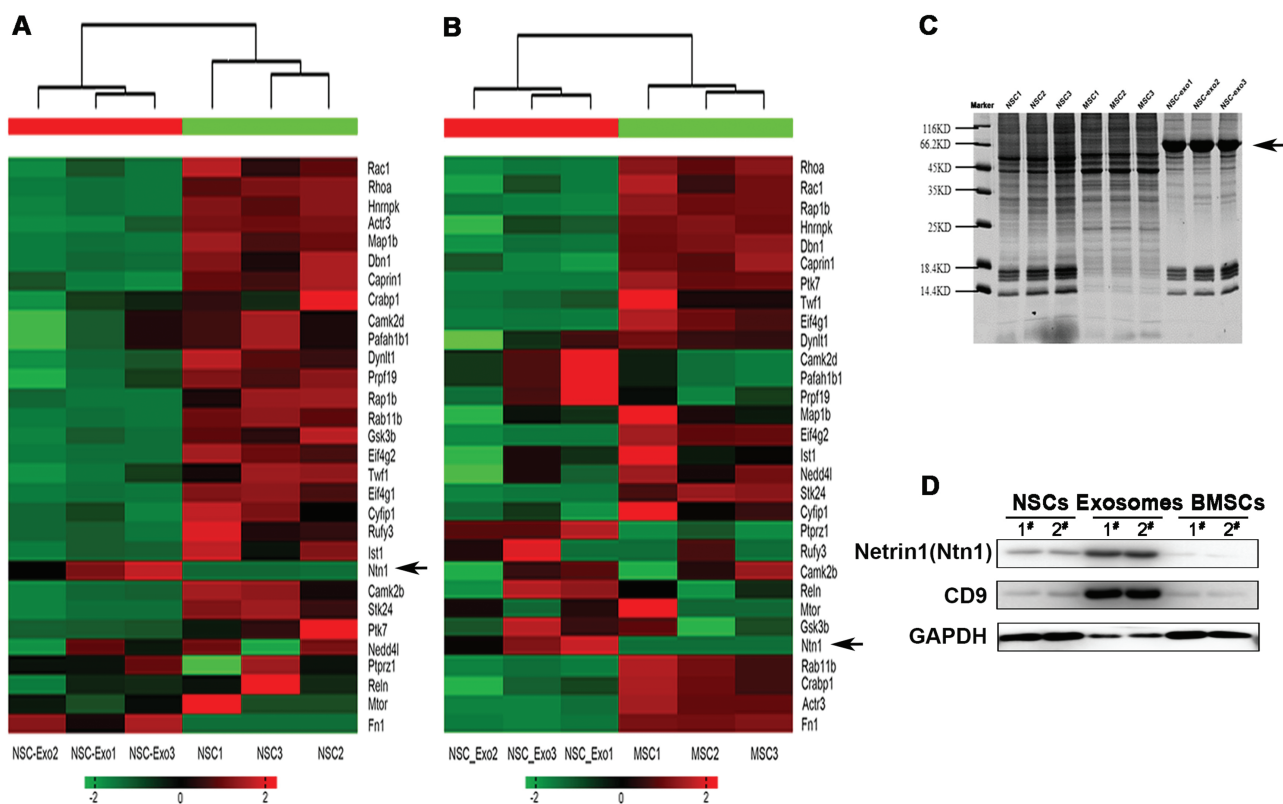 A
Rac1
Rhoa
Hnrnpk
Actr3
Map1b
Dbn1
Caprin1
Crabp1
Camk2d
Pafah1b1
Dynlt1
Prpf19
Rap1b
Rab11b
Gsk3b
Eif4g2
Twf1
Eif4g1
Cyfip1
Rufy3
Ist1
Ntn1
Camk2b
Stk24
Ptk7
Nedd4l
Ptprz1
Reln
Mtor
Fn1
NSC-Exo2 NSC-Exo1 NSC-Exo3 NSC1 NSC3 NSC2
-2 0 2
B
Rhoa
Rac1
Rap1b
Hnrnpk
Dbn1
Caprin1
Ptk7
Twf1
Eif4g1
Dynlt1
Camk2d
Pafah1b1
Prpf19
Map1b
Eif4g2
Ist1
Nedd4l
Stk24
Cyfip1
Ptprz1
Rufy3
Camk2b
Reln
Mtor
Gsk3b
Ntn1
Rab11b
Crabp1
Actr3
Fn1
NSC_Exo2 NSC_Exo3 NSC_Exo1 MSC1 MSC2 MSC3
-2 0 2
C
Marker NSC1 NSC2 NSC3 MSC1 MSC2 MSC3 NSC-exo1 NSC-exo2 NSC-exo3
116KD
66.2KD
45KD
35KD
25KD
18.4KD
14.4KD
D
NSCs Exosomes BMSCs
1# 2# 1# 2# 1# 2#
Netrin1(Ntn1)
CD9
GAPDH